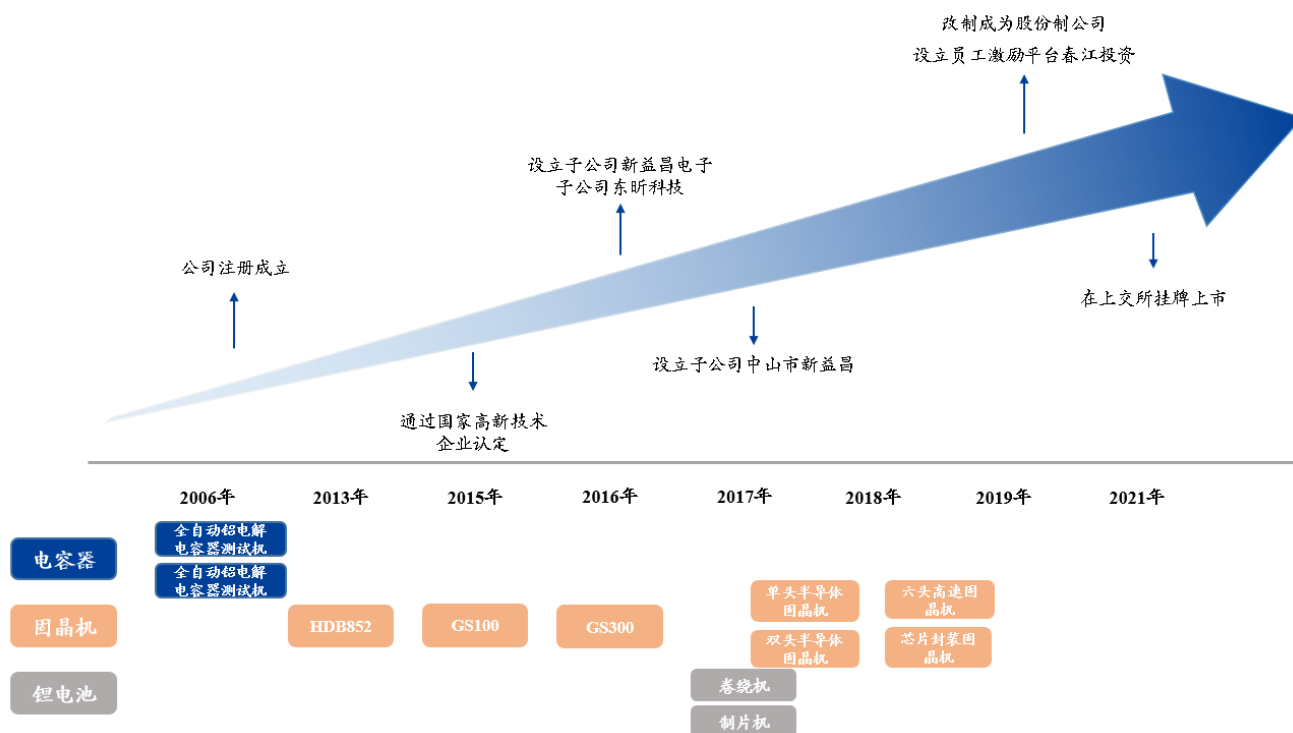 改制成为股份制公司
设立员工激励平台春江投资
设立子公司新益昌电子
子公司东昕科技
公司注册成立
在上交所挂牌上市
设立子公司中山市新益昌
通过国家高新技术
企业认定
2006年
2013年
2015年
2016年
2017年
2018年
2019年
2021年
电容器
全自动铝电解
电容器测试机
全自动铝电解
电容器测试机
固晶机
HDB852
GS100
GS300
单头半导体
固晶机
双头半导体
固晶机
六头高速固
晶机
芯片封装固
晶机
锂电池
卷绕机
制片机